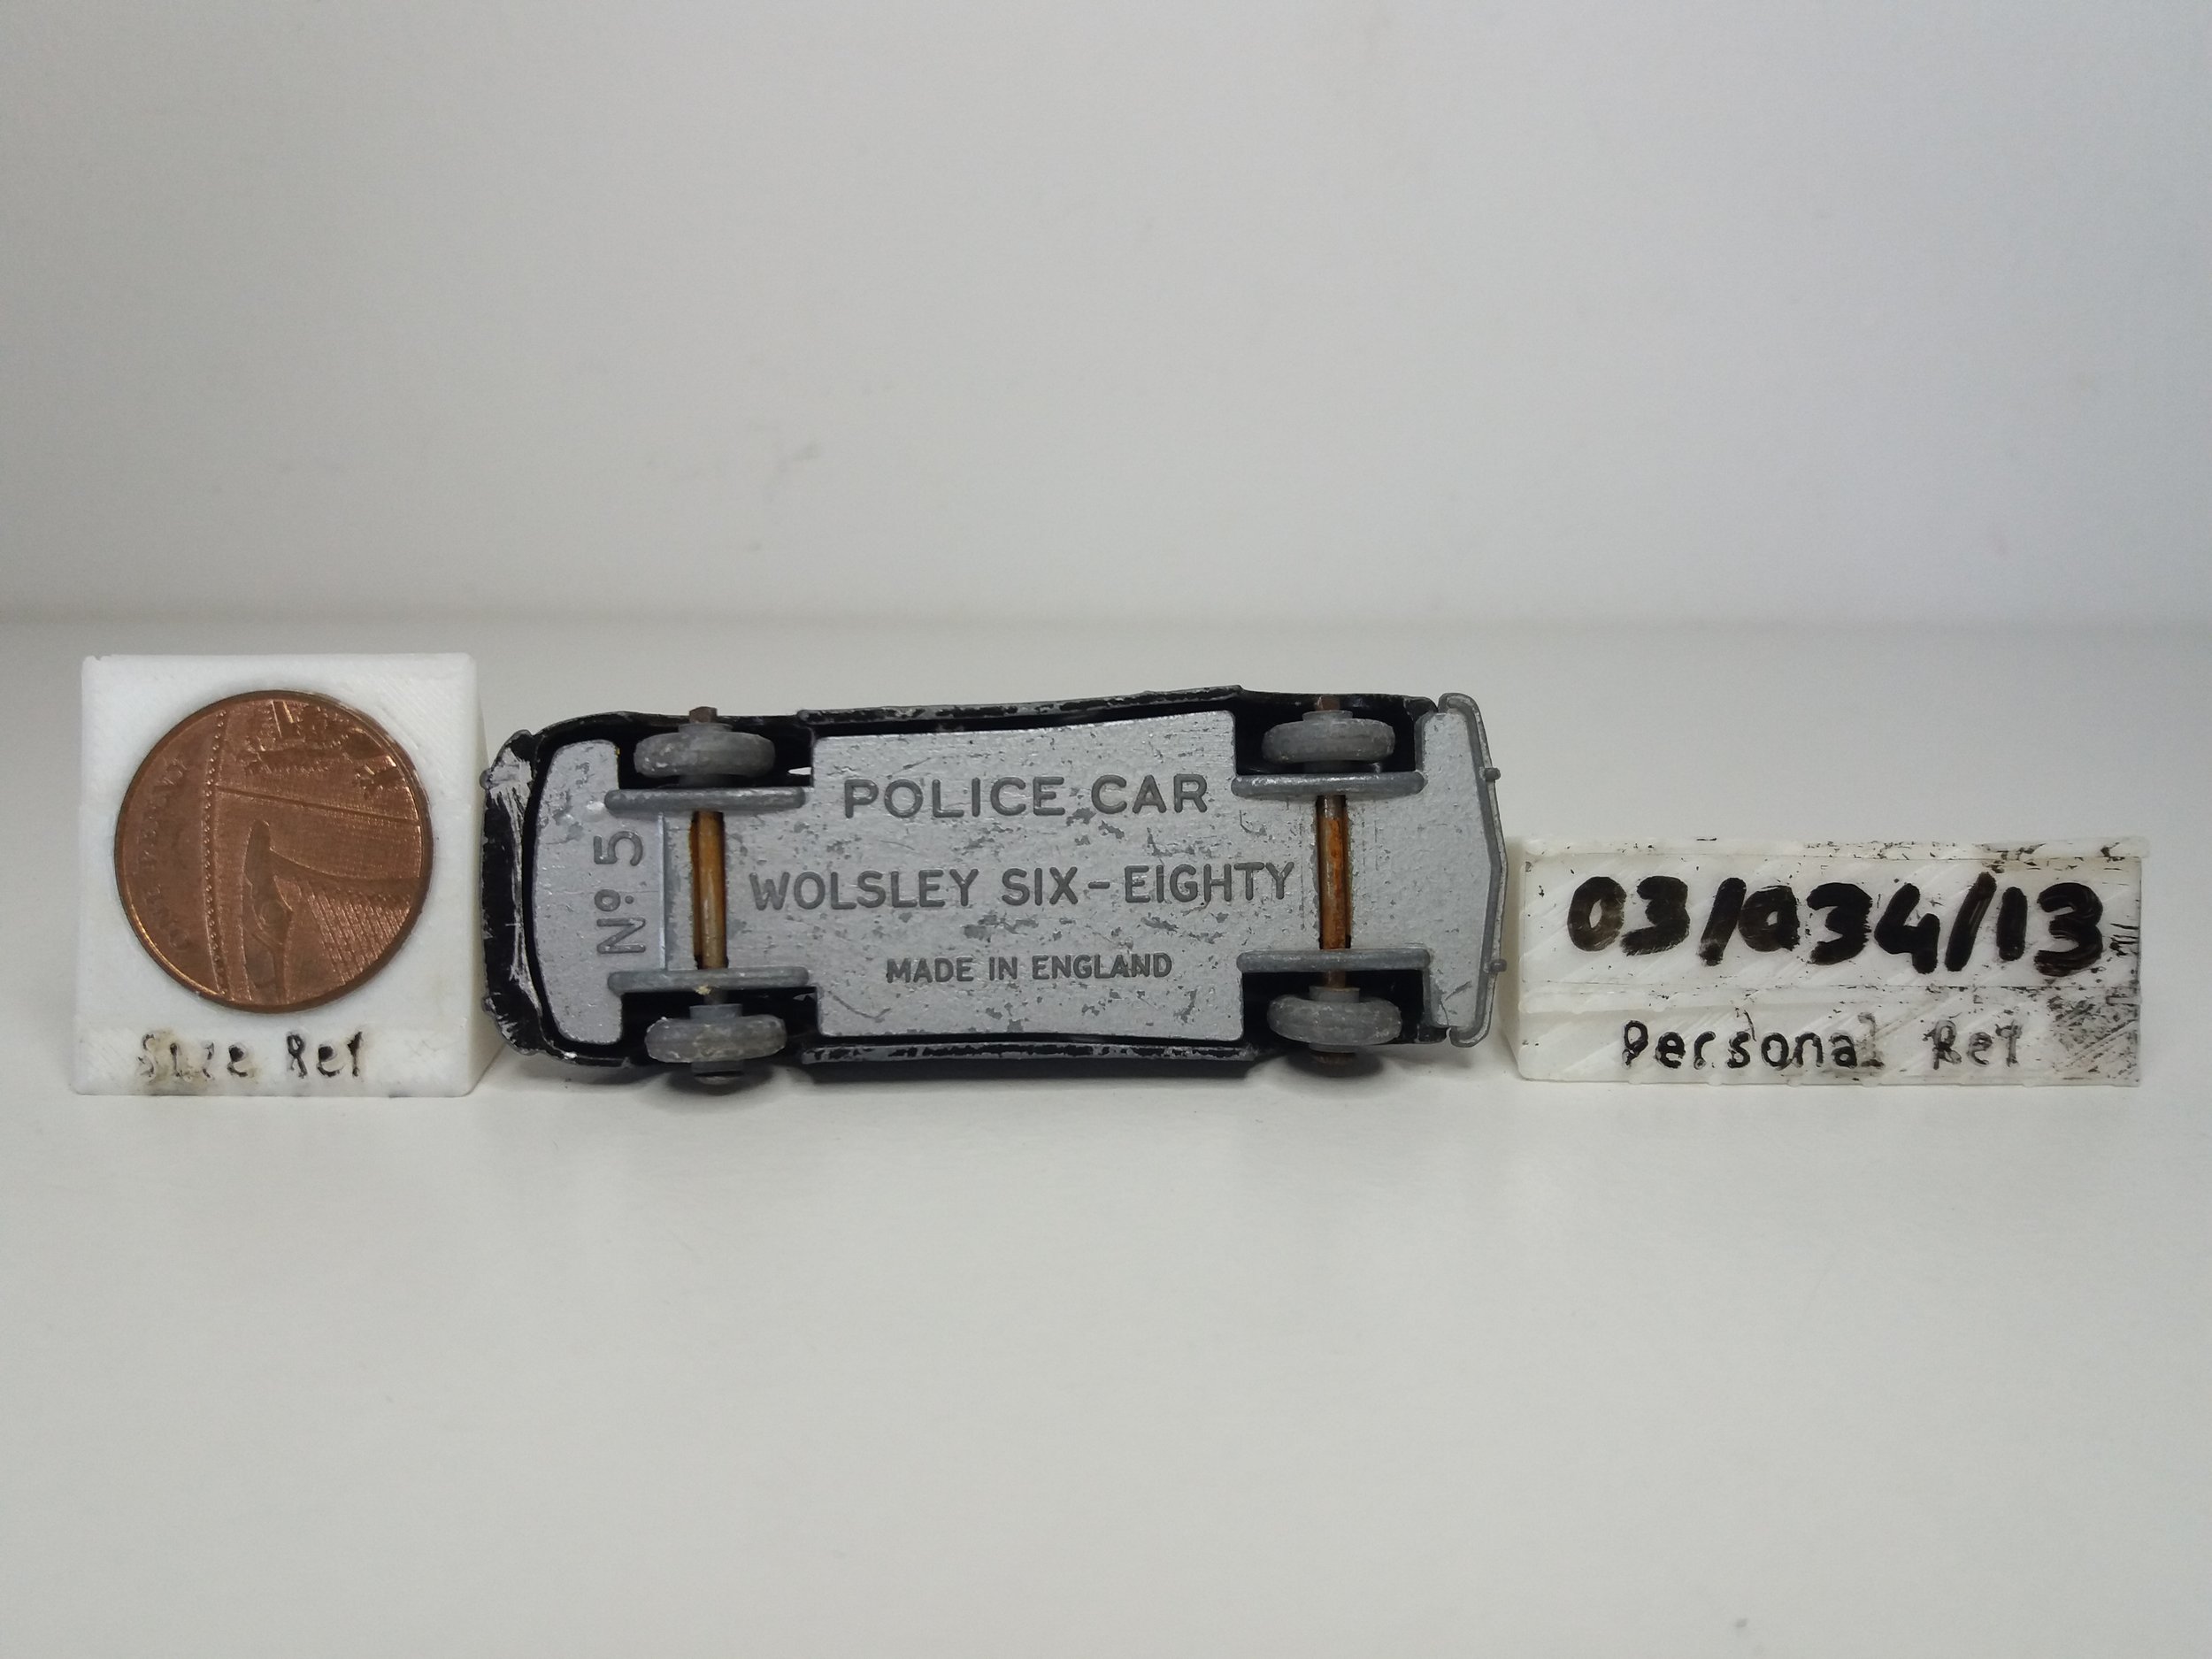 Size Ref
No 5
POLICE CAR
WOLSLEY SIX-EIGHTY
MADE IN ENGLAND
03/034/13
Personal Ref